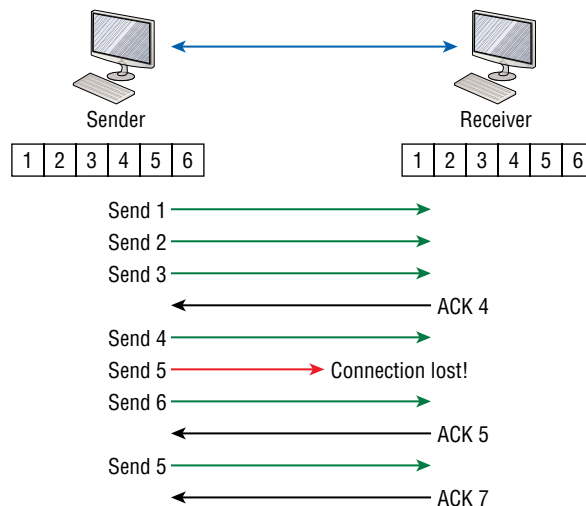 Sender Receiver
1 2 3 4 5 6 1 2 3 4 5 6
Send 1
Send 2
Send 3
ACK 4
Send 4
Send 5 Connection lost!
Send 6
ACK 5
Send 5
ACK 7